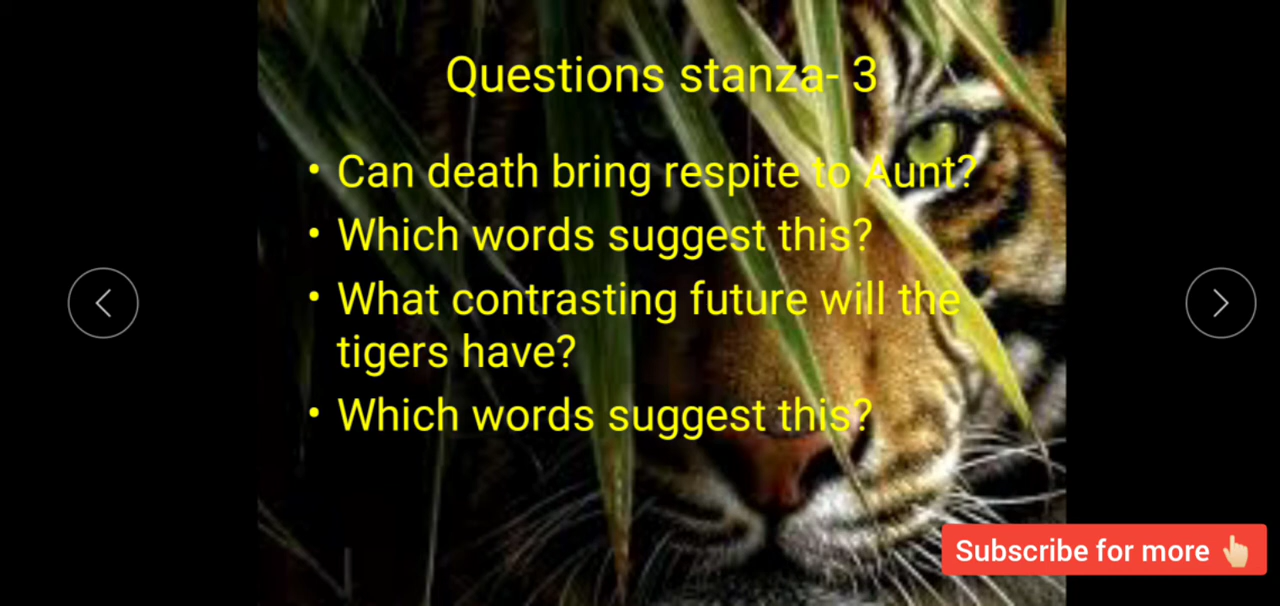 Questions stanza- 3
• Can death bring respite to Aunt?
• Which words suggest this?
• What contrasting future will the
tigers have?
• Which words suggest this?
Subscribe for more 👆🏻